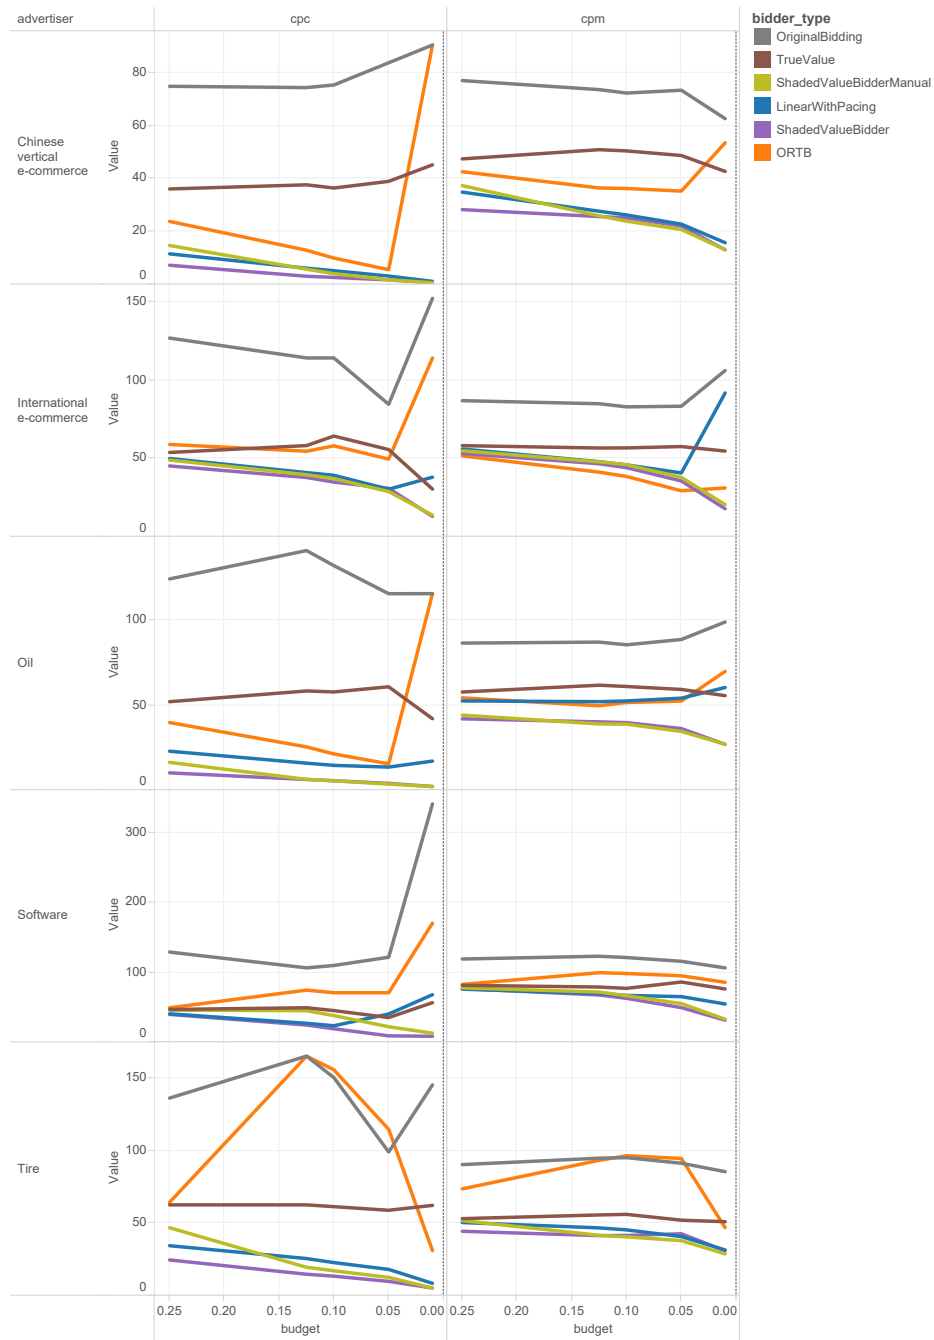 advertiser cpc cpm bidder_type
OriginalBidding
TrueValue
ShadedValueBidderManual
LinearWithPacing
ShadedValueBidder
ORTB
Chinese
vertical
e-commerce
Value
80
60
40
20
0
International
e-commerce
Value
150
100
50
0
Oil
Value
100
50
0
Software
Value
300
200
100
0
Tire
Value
150
100
50
0
0.25 0.20 0.15 0.10 0.05 0.00 0.25 0.20 0.15 0.10 0.05 0.00
budget budget